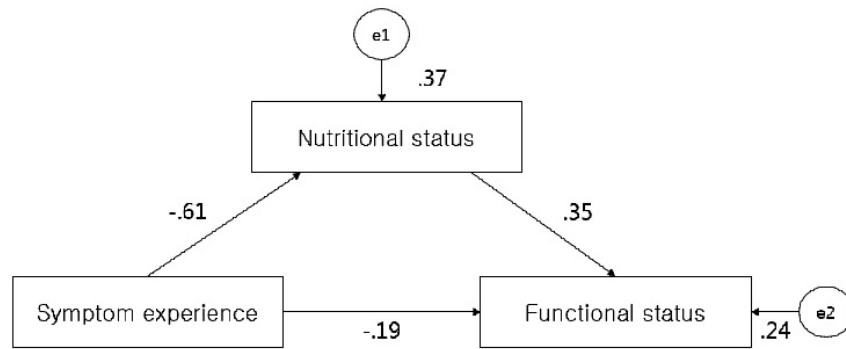 e1
.37
Nutritional status
-.61
.35
Symptom experience
-.19
Functional status
.24
e2